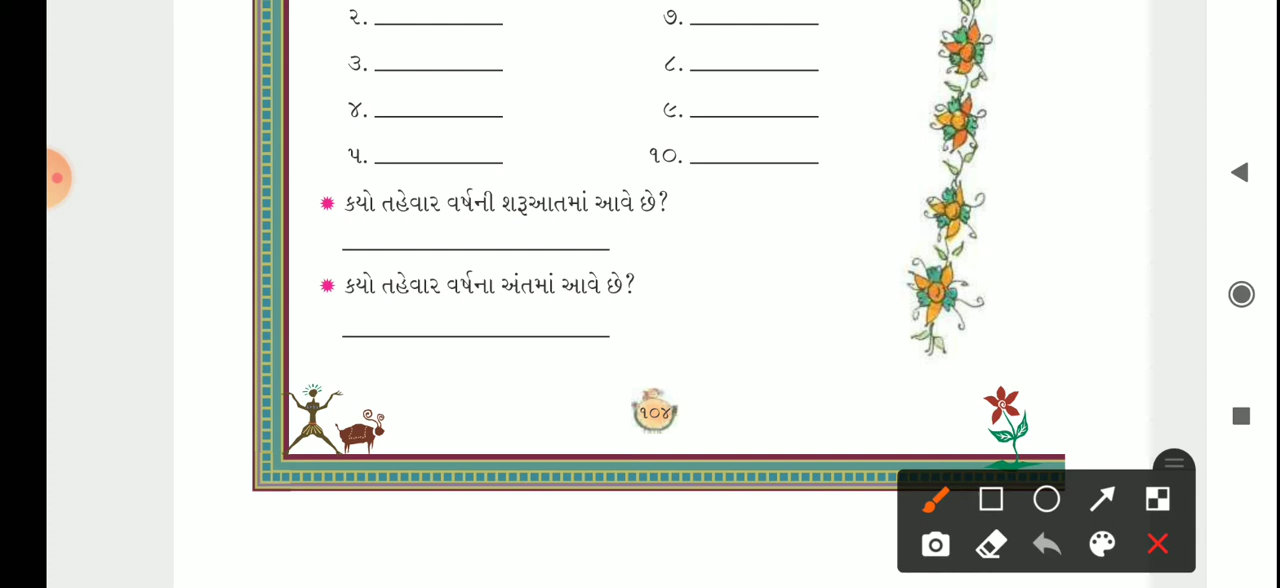 ૨. ____________ ૭. ____________
૩. ____________ ૮. ____________
૪. ____________ ૯. ____________
૫. ____________ ૧૦. ____________
કયો તહેવાર વર્ષની શરૂઆતમાં આવે છે?
કયો તહેવાર વર્ષના અંતમાં આવે છે?
૧૦૪